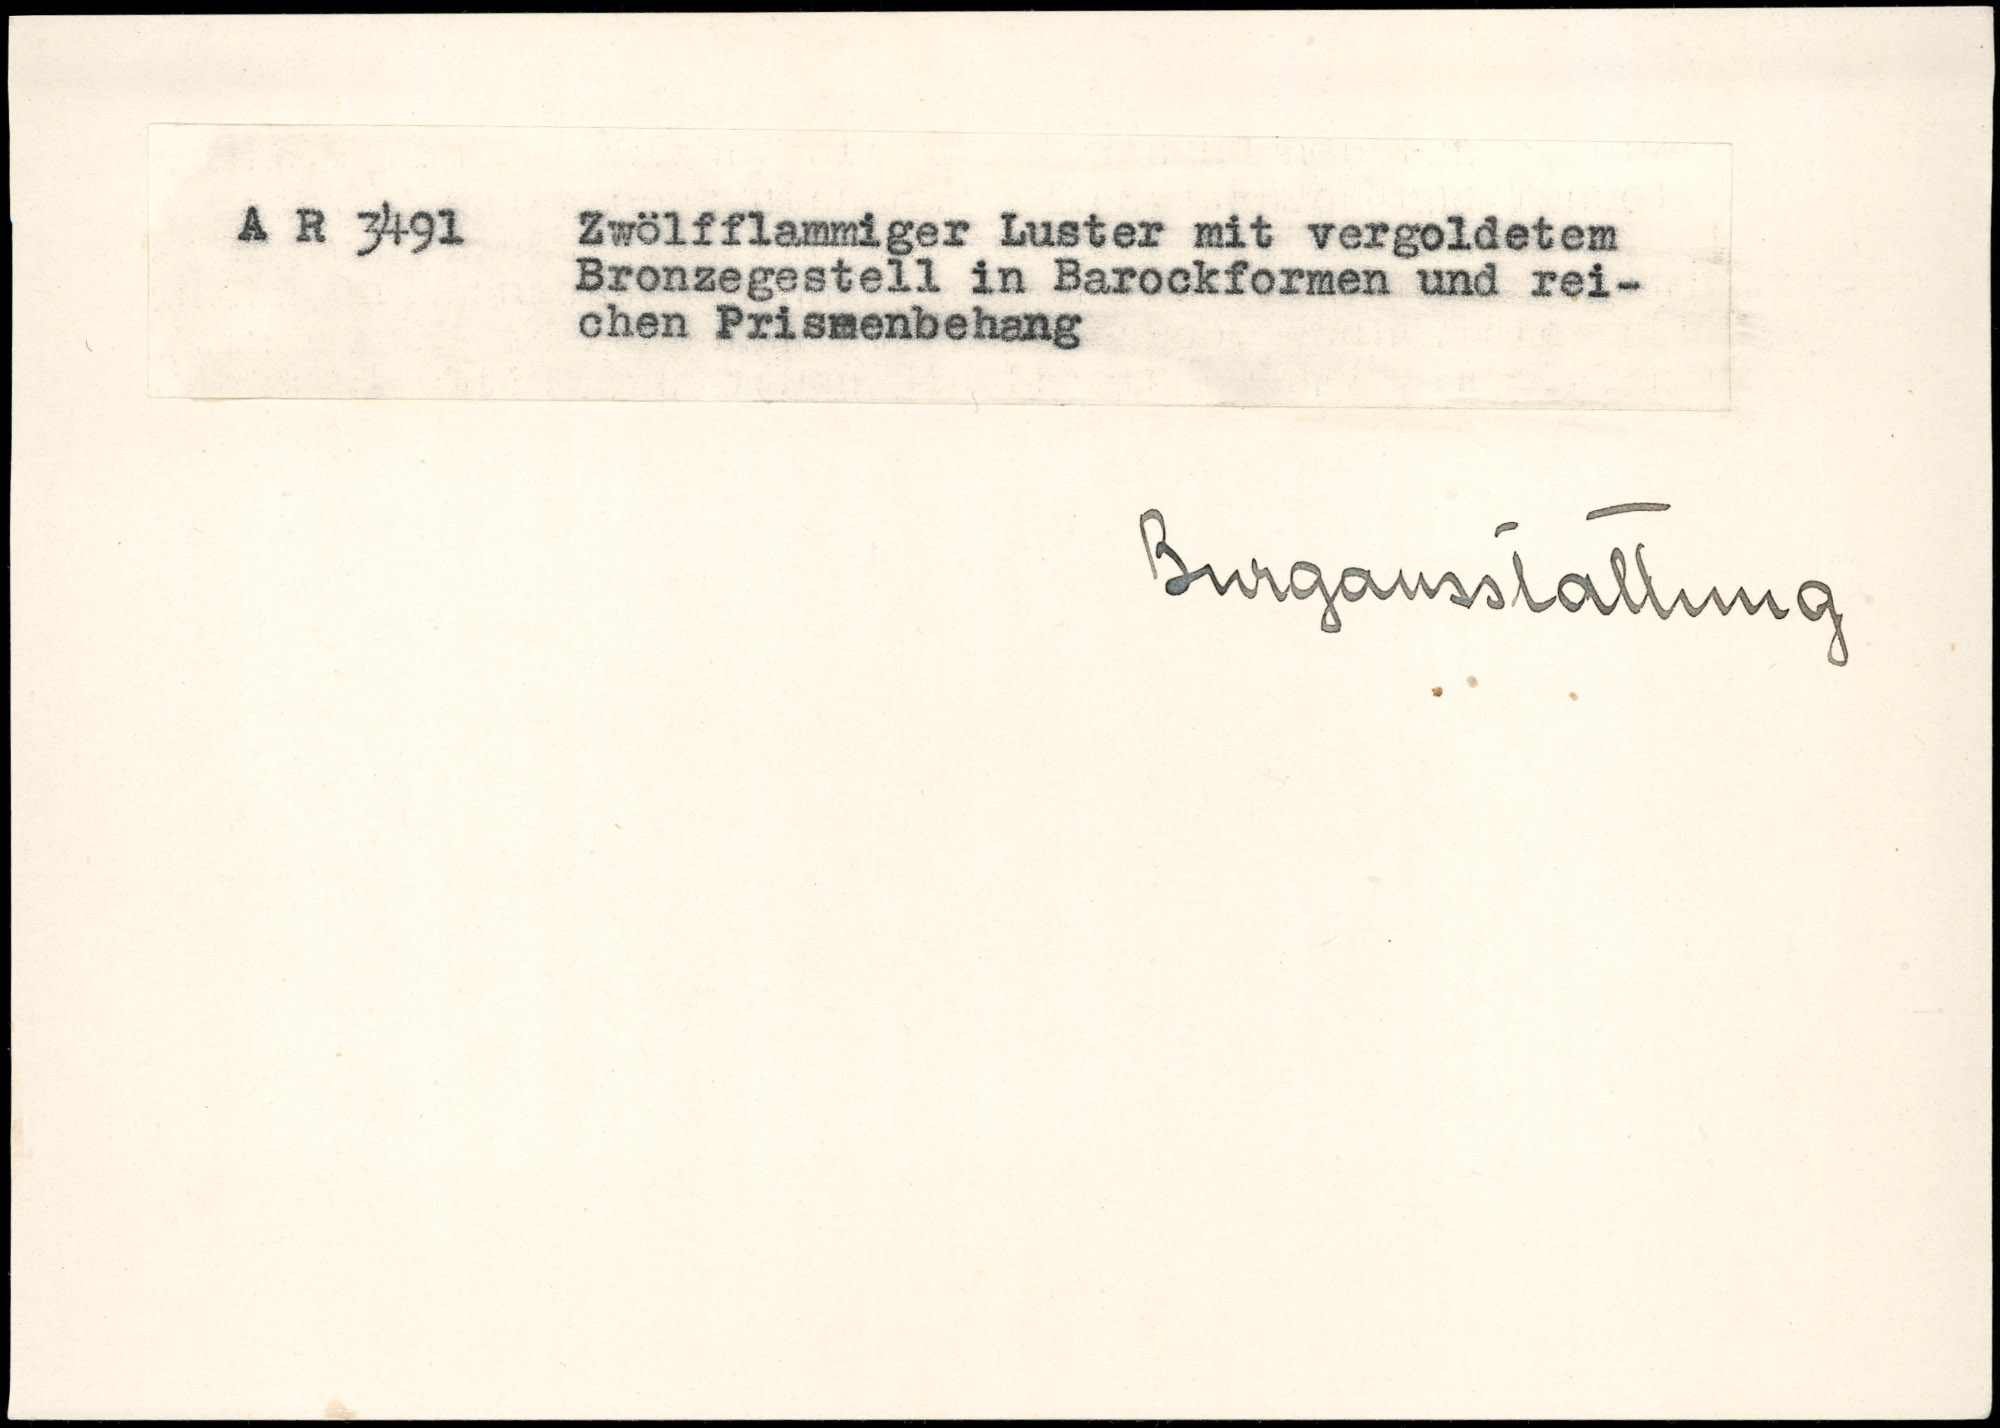 A R 3491 Zwölfflammiger Luster mit vergoldetem
Bronzegestell in Barockformen und rei-
chen Prismenbehang
Burgausstattung